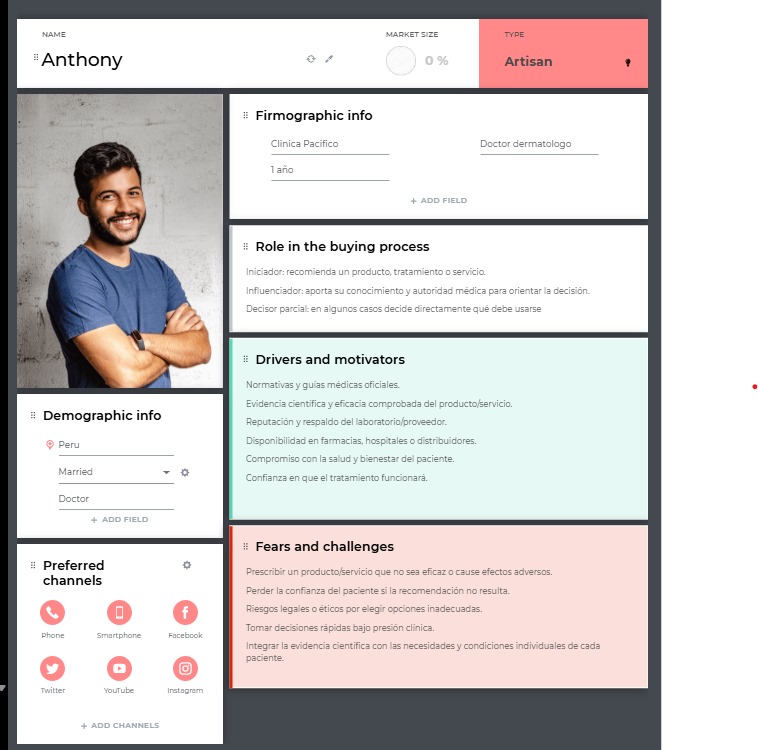 NAME
Anthony
MARKET SIZE
0 %
TYPE
Artisan
Firmographic info
Clinica Pacifico
Doctor dermatologo
1 año
+ ADD FIELD
Role in the buying process
Iniciador: recomienda un producto, tratamiento o servicio.
Influenciador: aporta su conocimiento y autoridad médica para orientar la decisión.
Decisor parcial: en algunos casos decide directamente qué debe usarse
Drivers and motivators
Normativas y guías médicas oficiales.
Evidencia científica y eficacia comprobada del producto/servicio.
Reputación y respaldo del laboratorio/proveedor.
Disponibilidad en farmacias, hospitales o distribuidores.
Compromiso con la salud y bienestar del paciente.
Confianza en que el tratamiento funcionará.
Fears and challenges
Prescribir un producto/servicio que no sea eficaz o cause efectos adversos.
Perder la confianza del paciente si la recomendación no resulta.
Riesgos legales o éticos por elegir opciones inadecuadas.
Tomar decisiones rápidas bajo presión clínica.
Integrar la evidencia científica con las necesidades y condiciones individuales de cada
paciente.
Demographic info
Peru
Married
Doctor
+ ADD FIELD
Preferred
channels
Phone
Smartphone
Facebook
Twitter
YouTube
Instagram
+ ADD CHANNELS